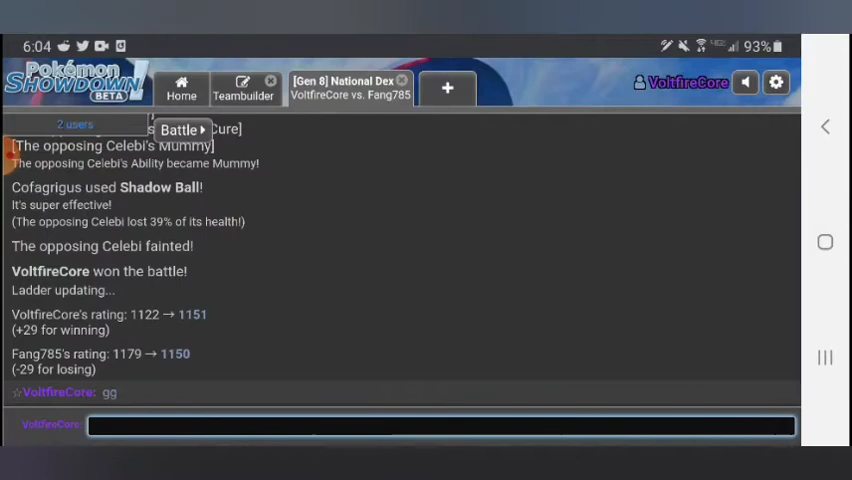 6:04
93%
Pokémon
SHOWDOWN!
BETA
Home
Teambuilder
[Gen 8] National Dex
VoltfireCore vs. Fang785
+
VoltfireCore
2 users
Battle
Cure]
[The opposing Celebi's Mummy]
The opposing Celebi's Ability became Mummy!
Cofagrigus used Shadow Ball!
It's super effective!
(The opposing Celebi lost 39% of its health!)
The opposing Celebi fainted!
VoltfireCore won the battle!
Ladder updating...
VoltfireCore's rating: 1122 → 1151
(+29 for winning)
Fang785's rating: 1179 → 1150
(-29 for losing)
☆VoltfireCore: gg
VoltfireCore: